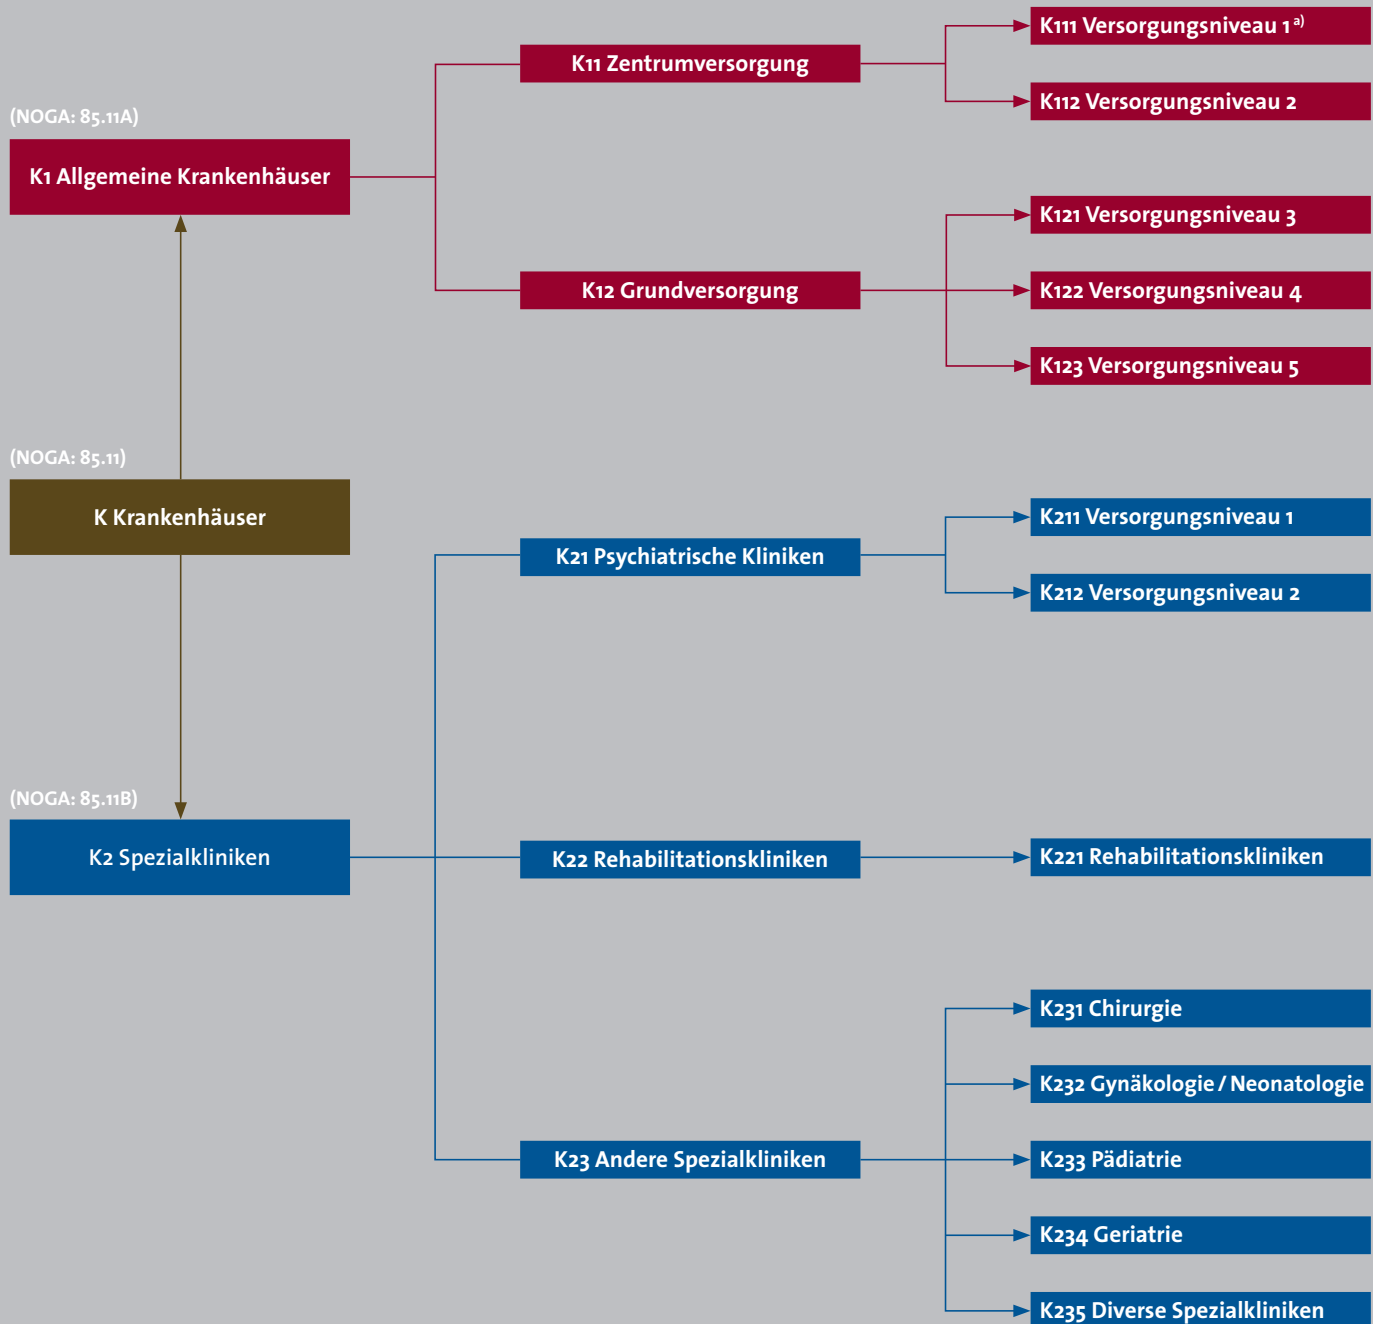 K111 Versorgungsniveau 1 a)
K11 Zentrumversorgung
K112 Versorgungsniveau 2
(NOGA: 85.11A)
K1 Allgemeine Krankenhäuser
K121 Versorgungsniveau 3
K12 Grundversorgung
K122 Versorgungsniveau 4
K123 Versorgungsniveau 5
(NOGA: 85.11)
K Krankenhäuser
K211 Versorgungsniveau 1
K21 Psychiatrische Kliniken
K212 Versorgungsniveau 2
(NOGA: 85.11B)
K2 Spezialkliniken
K22 Rehabilitationskliniken
K221 Rehabilitationskliniken
K231 Chirurgie
K232 Gynäkologie / Neonatologie
K23 Andere Spezialkliniken
K233 Pädiatrie
K234 Geriatrie
K235 Diverse Spezialkliniken